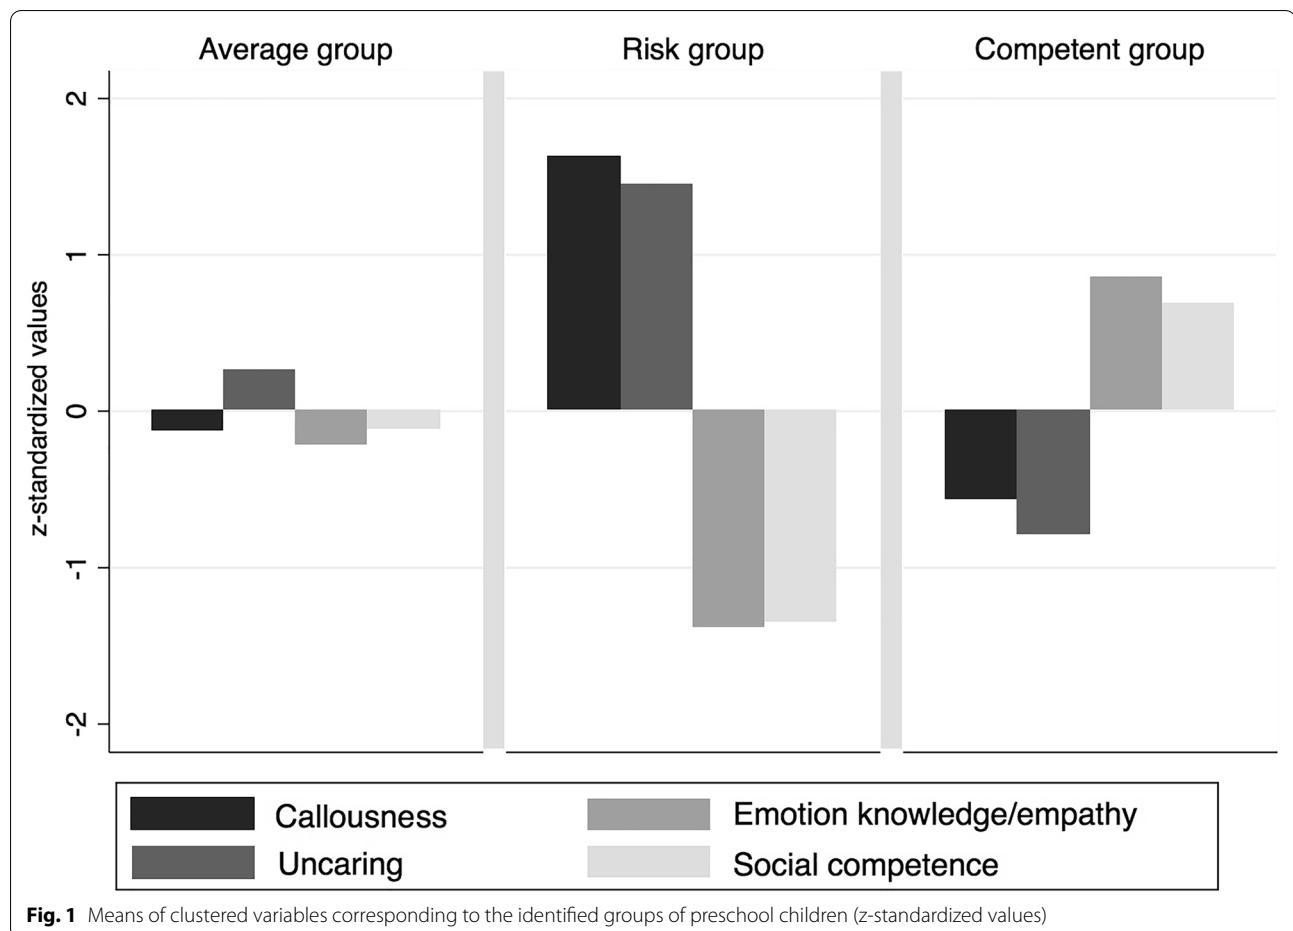 Average group
Risk group
Competent group
z-standardized values
2
1
0
-1
-2
Callousness
Emotion knowledge/empathy
Uncaring
Social competence
Fig. 1 Means of clustered variables corresponding to the identified groups of preschool children (z-standardized values)